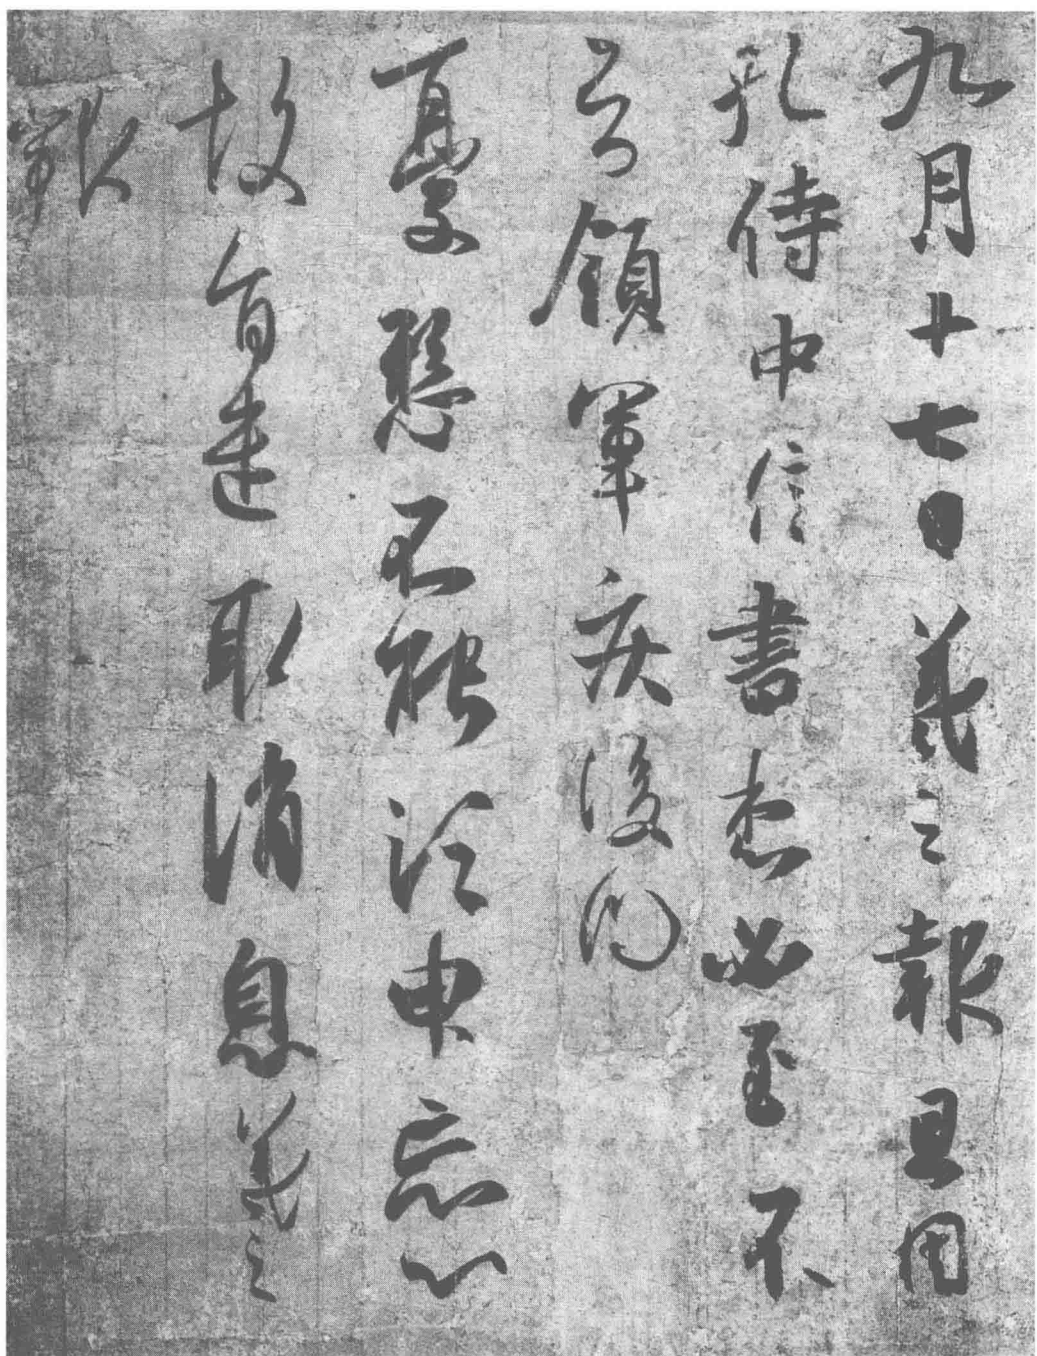 九月十七日羲之報且因
孔侍中信書想必至不
知領軍疾後問
憂懸不能須臾忘心
故旨遣取消息羲之
報